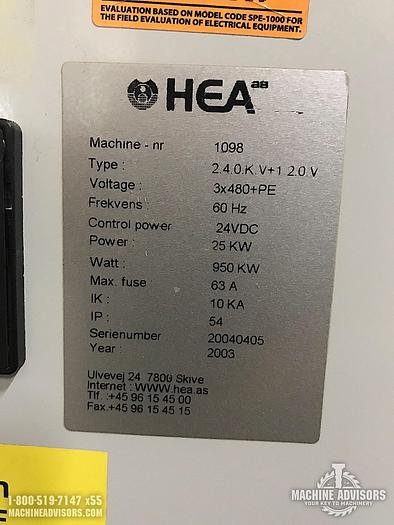 EVALUATION BASED ON MODEL CODE SPE-1000 FOR
THE FIELD EVALUATION OF ELECTRICAL EQUIPMENT.
HEA as
Machine - nr 1098
Type : 2.4.0.K.V+1 2.0.V
Voltage : 3x480+PE
Frekvens : 60 Hz
Control power 24VDC
Power : 25 KW
Watt : 950 KW
Max. fuse : 63 A
IK : 10 KA
IP : 54
Serienumber 20040405
Year : 2003
Ulvevej 24 7800 Skive
Internet : WWW.hea.as
Tlf. :+45 96 15 45 00
Fax.+45 96 15 45 15
1-800-519-7147 x55
MACHINEADVISORS.COM
MACHINE ADVISORS
YOUR KEY TO MACHINERY